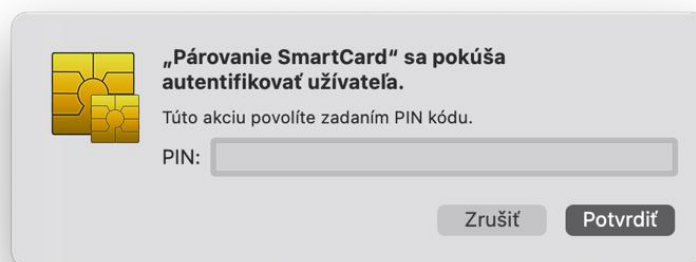 „Párovanie SmartCard“ sa pokúša
autentifikovať užívateľa.
Túto akciu povolíte zadaním PIN kódu.
PIN:
Zrušiť
Potvrdiť